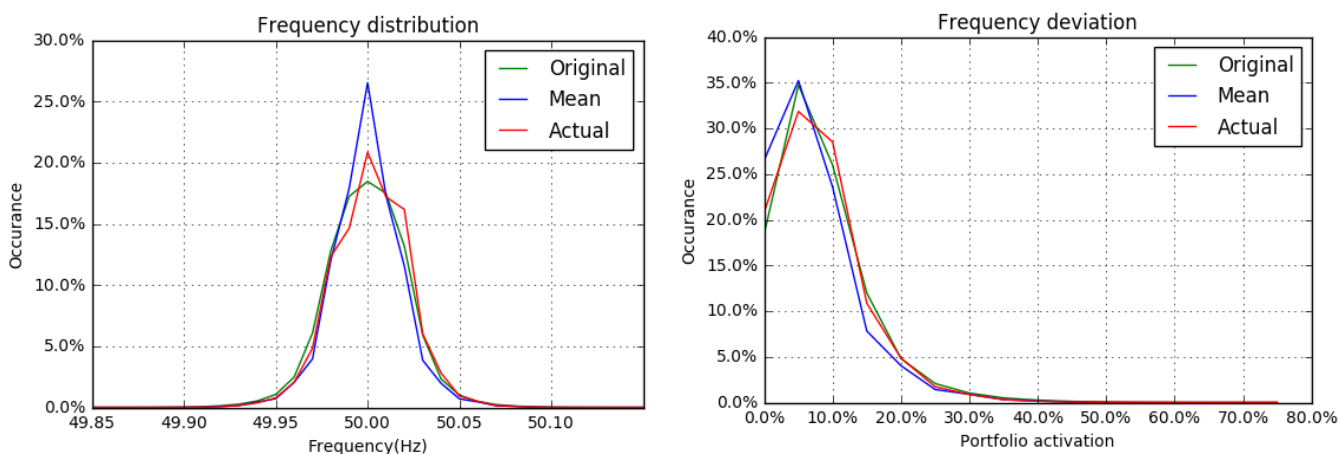 Frequency distribution
30.0%
25.0%
20.0%
15.0%
10.0%
5.0%
0.0%
Occurance
49.85
49.90
49.95
50.00
50.05
50.10
Frequency(Hz)
Original
Mean
Actual
Frequency deviation
40.0%
35.0%
30.0%
25.0%
20.0%
15.0%
10.0%
5.0%
0.0%
Occurance
0.0%
10.0%
20.0%
30.0%
40.0%
50.0%
60.0%
70.0%
80.0%
Portfolio activation
Original
Mean
Actual